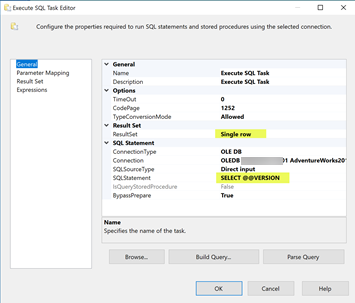 Execute SQL Task Editor
Configure the properties required to run SQL statements and stored procedures using the selected connection.
General
Parameter Mapping
Result Set
Expressions
General
Name Execute SQL Task
Description Execute SQL Task
Options
TimeOut 0
CodePage 1252
TypeConversionMode Allowed
Result Set
ResultSet Single row
SQL Statement
ConnectionType OLE DB
Connection OLEDB 01 AdventureWorks201
SQLSourceType Direct input
SQLStatement SELECT @@VERSION
IsQueryStoredProcedure False
BypassPrepare True
Name
Specifies the name of the task.
Browse... Build Query... Parse Query
OK Cancel Help